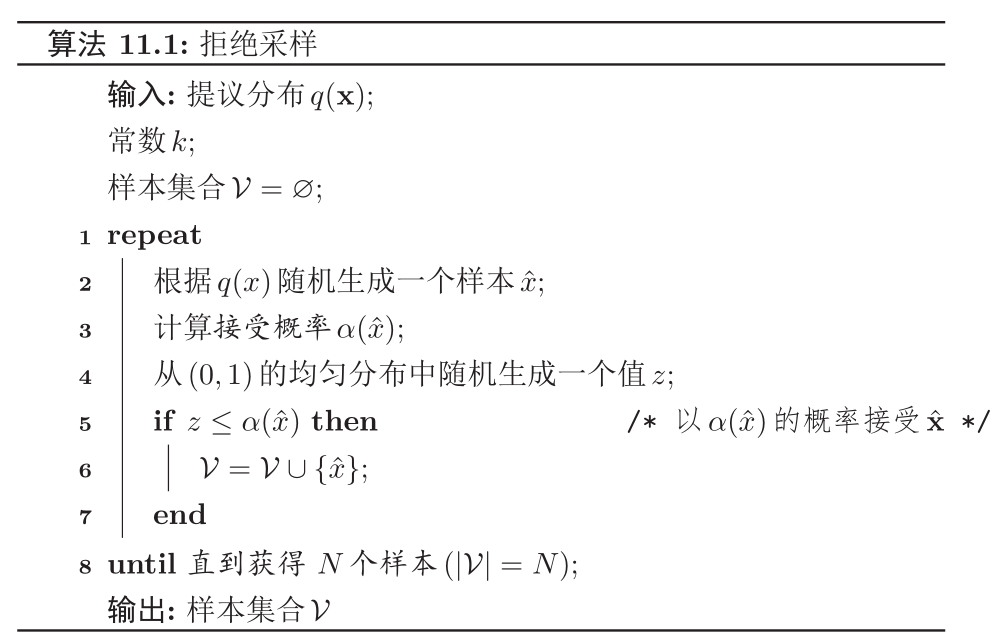 算法 11.1: 拒绝采样
输入: 提议分布 q(x);
常数 k;
样本集合 𝒱 = ∅;
1 repeat
2 根据 q(x) 随机生成一个样本 x̂;
3 计算接受概率 α(x̂);
4 从 (0, 1) 的均匀分布中随机生成一个值 z;
5 if z ≤ α(x̂) then /* 以 α(x̂) 的概率接受 x̂ */
6 𝒱 = 𝒱 ∪ {x̂};
7 end
8 until 直到获得 N 个样本 (|𝒱| = N);
输出: 样本集合 𝒱